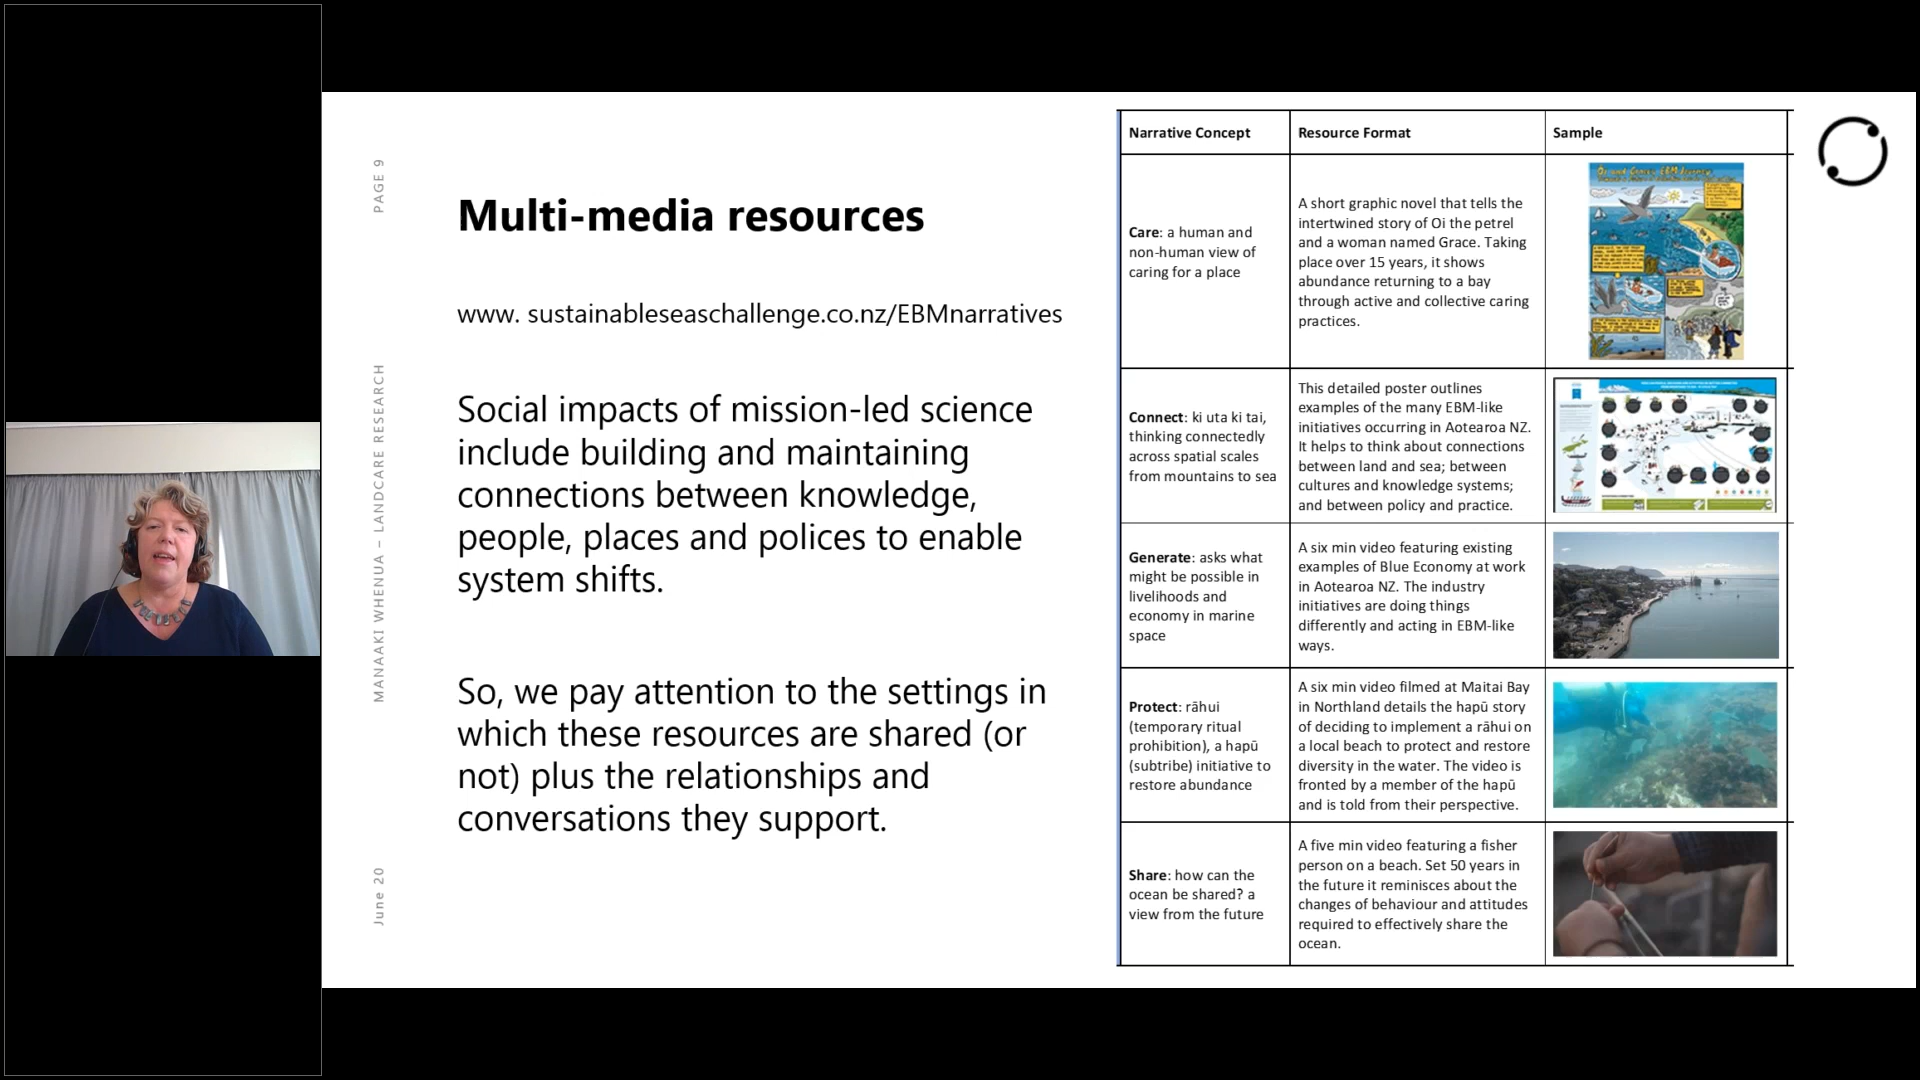 PAGE 9
MANAAKI WHENUA – LANDCARE RESEARCH
June 20
Multi-media resources
www. sustainableseaschallenge.co.nz/EBMnarratives
Social impacts of mission-led science
include building and maintaining
connections between knowledge,
people, places and polices to enable
system shifts.
So, we pay attention to the settings in
which these resources are shared (or
not) plus the relationships and
conversations they support.
Narrative Concept
Resource Format
Sample
Care: a human and
non-human view of
caring for a place
A short graphic novel that tells the
intertwined story of Oi the petrel
and a woman named Grace. Taking
place over 15 years, it shows
abundance returning to a bay
through active and collective caring
practices.
Oi and Grace's EBM Journey
Connect: ki uta ki tai,
thinking connectedly
across spatial scales
from mountains to sea
This detailed poster outlines
examples of the many EBM-like
initiatives occurring in Aotearoa NZ.
It helps to think about connections
between land and sea; between
cultures and knowledge systems;
and between policy and practice.
Generate: asks what
might be possible in
livelihoods and
economy in marine
space
A six min video featuring existing
examples of Blue Economy at work
in Aotearoa NZ. The industry
initiatives are doing things
differently and acting in EBM-like
ways.
Protect: rāhui
(temporary ritual
prohibition), a hapū
(subtribe) initiative to
restore abundance
A six min video filmed at Maitai Bay
in Northland details the hapū story
of deciding to implement a rāhui on
a local beach to protect and restore
diversity in the water. The video is
fronted by a member of the hapū
and is told from their perspective.
Share: how can the
ocean be shared? a
view from the future
A five min video featuring a fisher
person on a beach. Set 50 years in
the future it reminisces about the
changes of behaviour and attitudes
required to effectively share the
ocean.